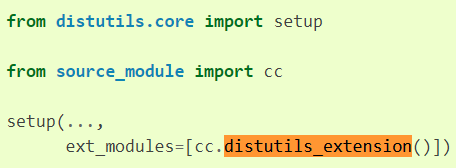 from distutils.core import setup
from source_module import cc
setup(...,
ext_modules=[cc.distutils_extension()])